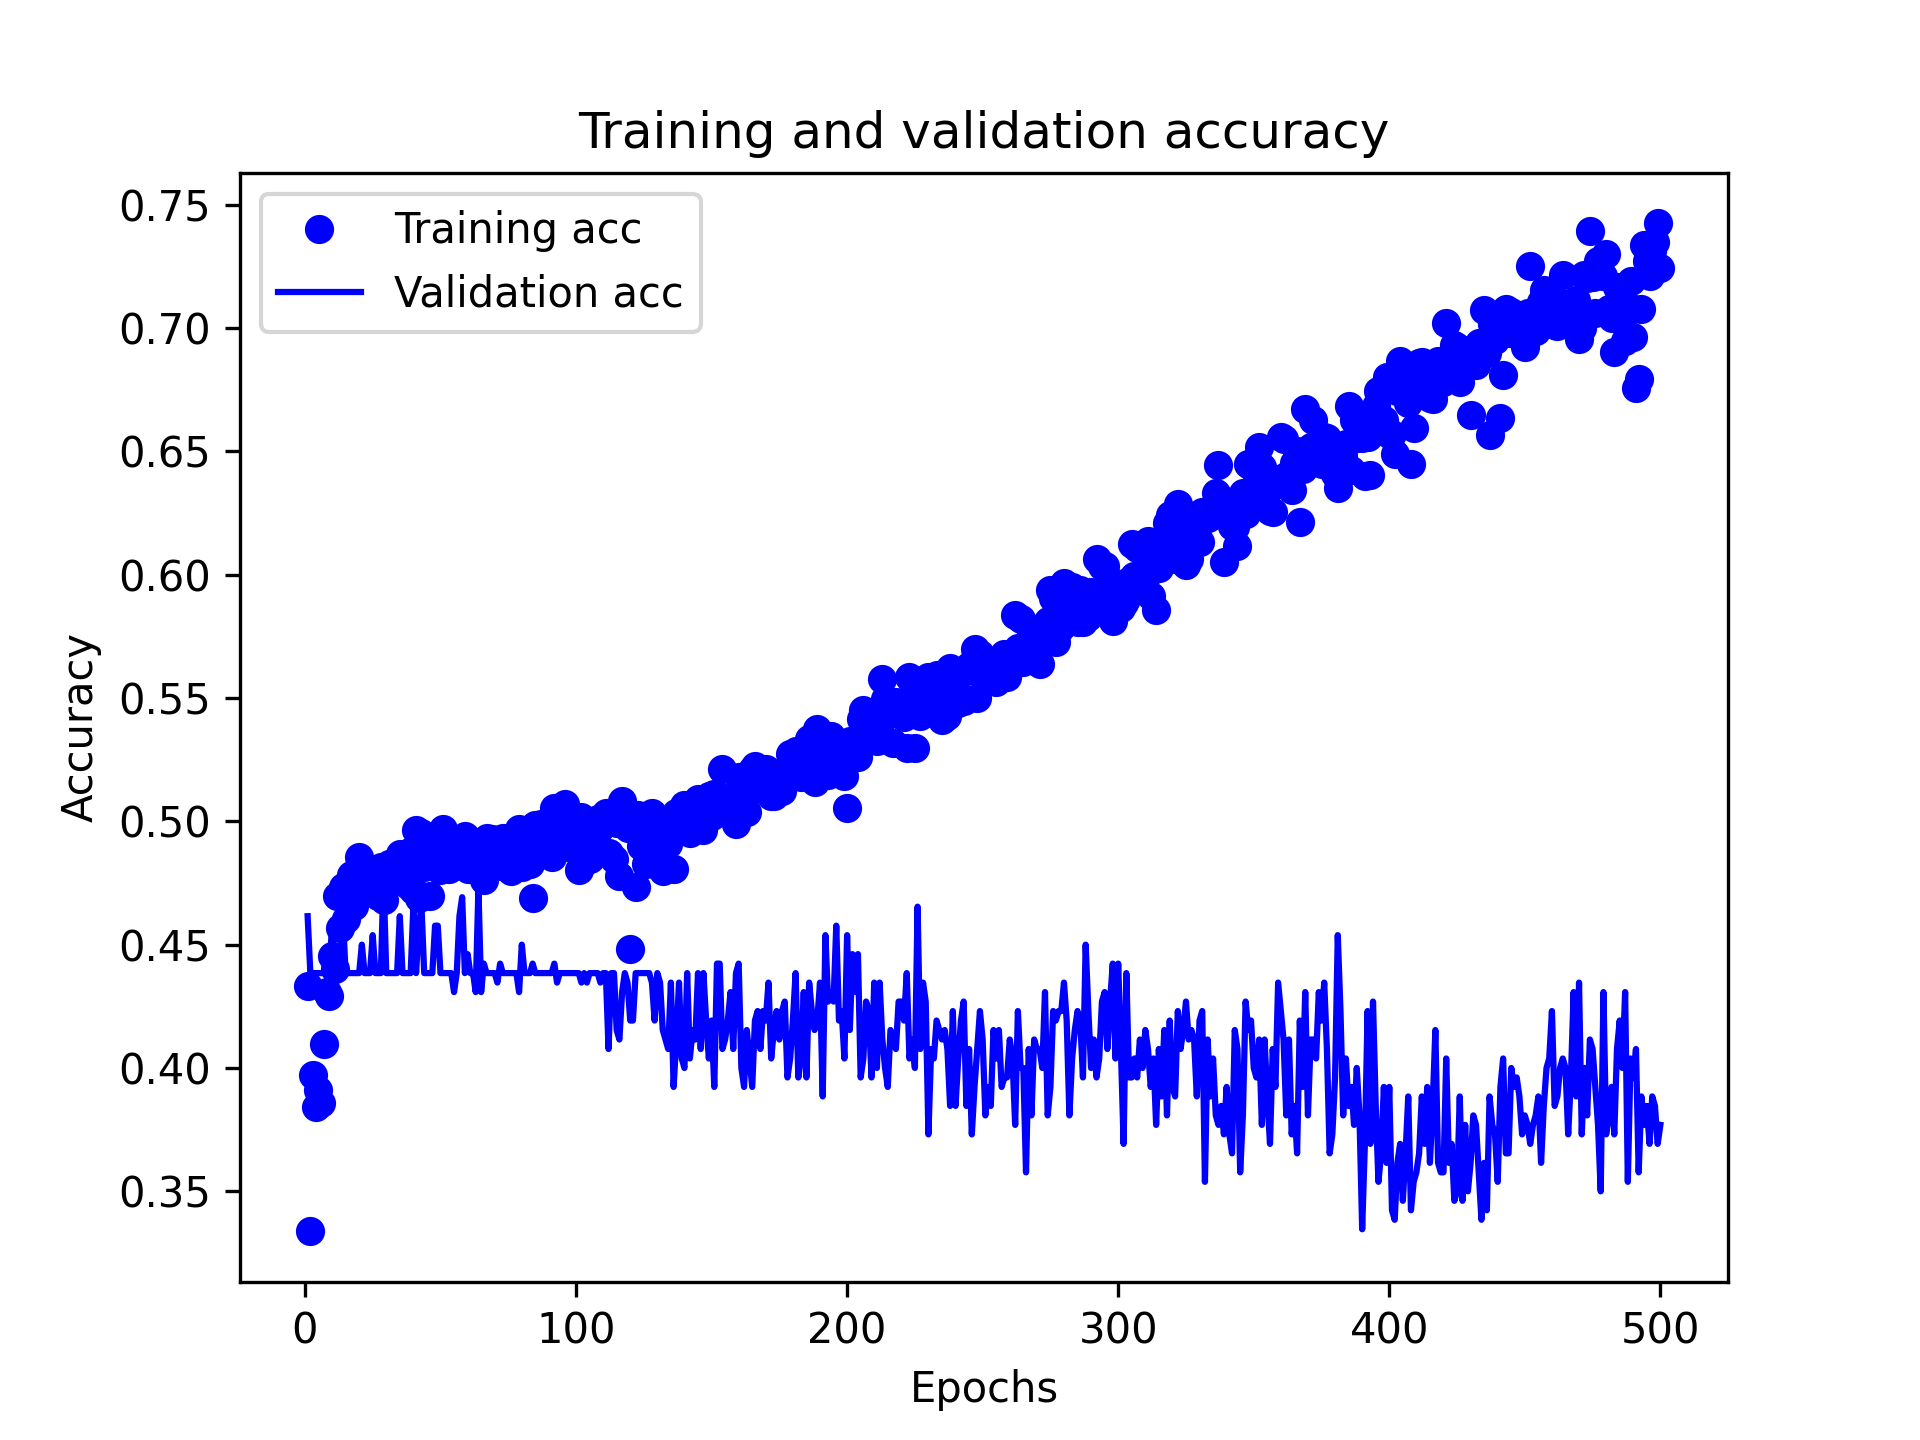 Training and validation accuracy
Training acc
Validation acc
0.75
0.70
0.65
0.60
0.55
0.50
0.45
0.40
0.35
Accuracy
0 100 200 300 400 500
Epochs